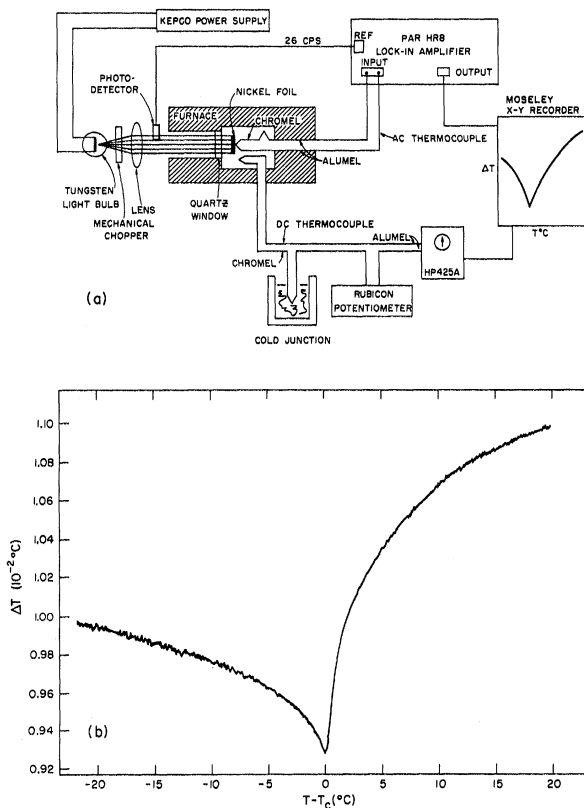 KEPCO POWER SUPPLY
26 CPS
PAR HR8
LOCK-IN AMPLIFIER
REF
INPUT
OUTPUT
PHOTO-
DETECTOR
NICKEL FOIL
FURNACE
CHROMEL
ALUMEL
AC THERMOCOUPLE
MOSELEY
X-Y RECORDER
ΔT
T°C
TUNGSTEN
LIGHT BULB
MECHANICAL
CHOPPER
LENS
QUARTZ
WINDOW
DC THERMOCOUPLE
CHROMEL
ALUMEL
HP425A
RUBICON
POTENTIOMETER
COLD JUNCTION
(a)
1.10
1.08
1.06
1.04
1.02
1.00
0.98
0.96
0.94
0.92
ΔT (10⁻² °C)
(b)
-20 -15 -10 -5 0 5 10 15 20
T-Tc(°C)